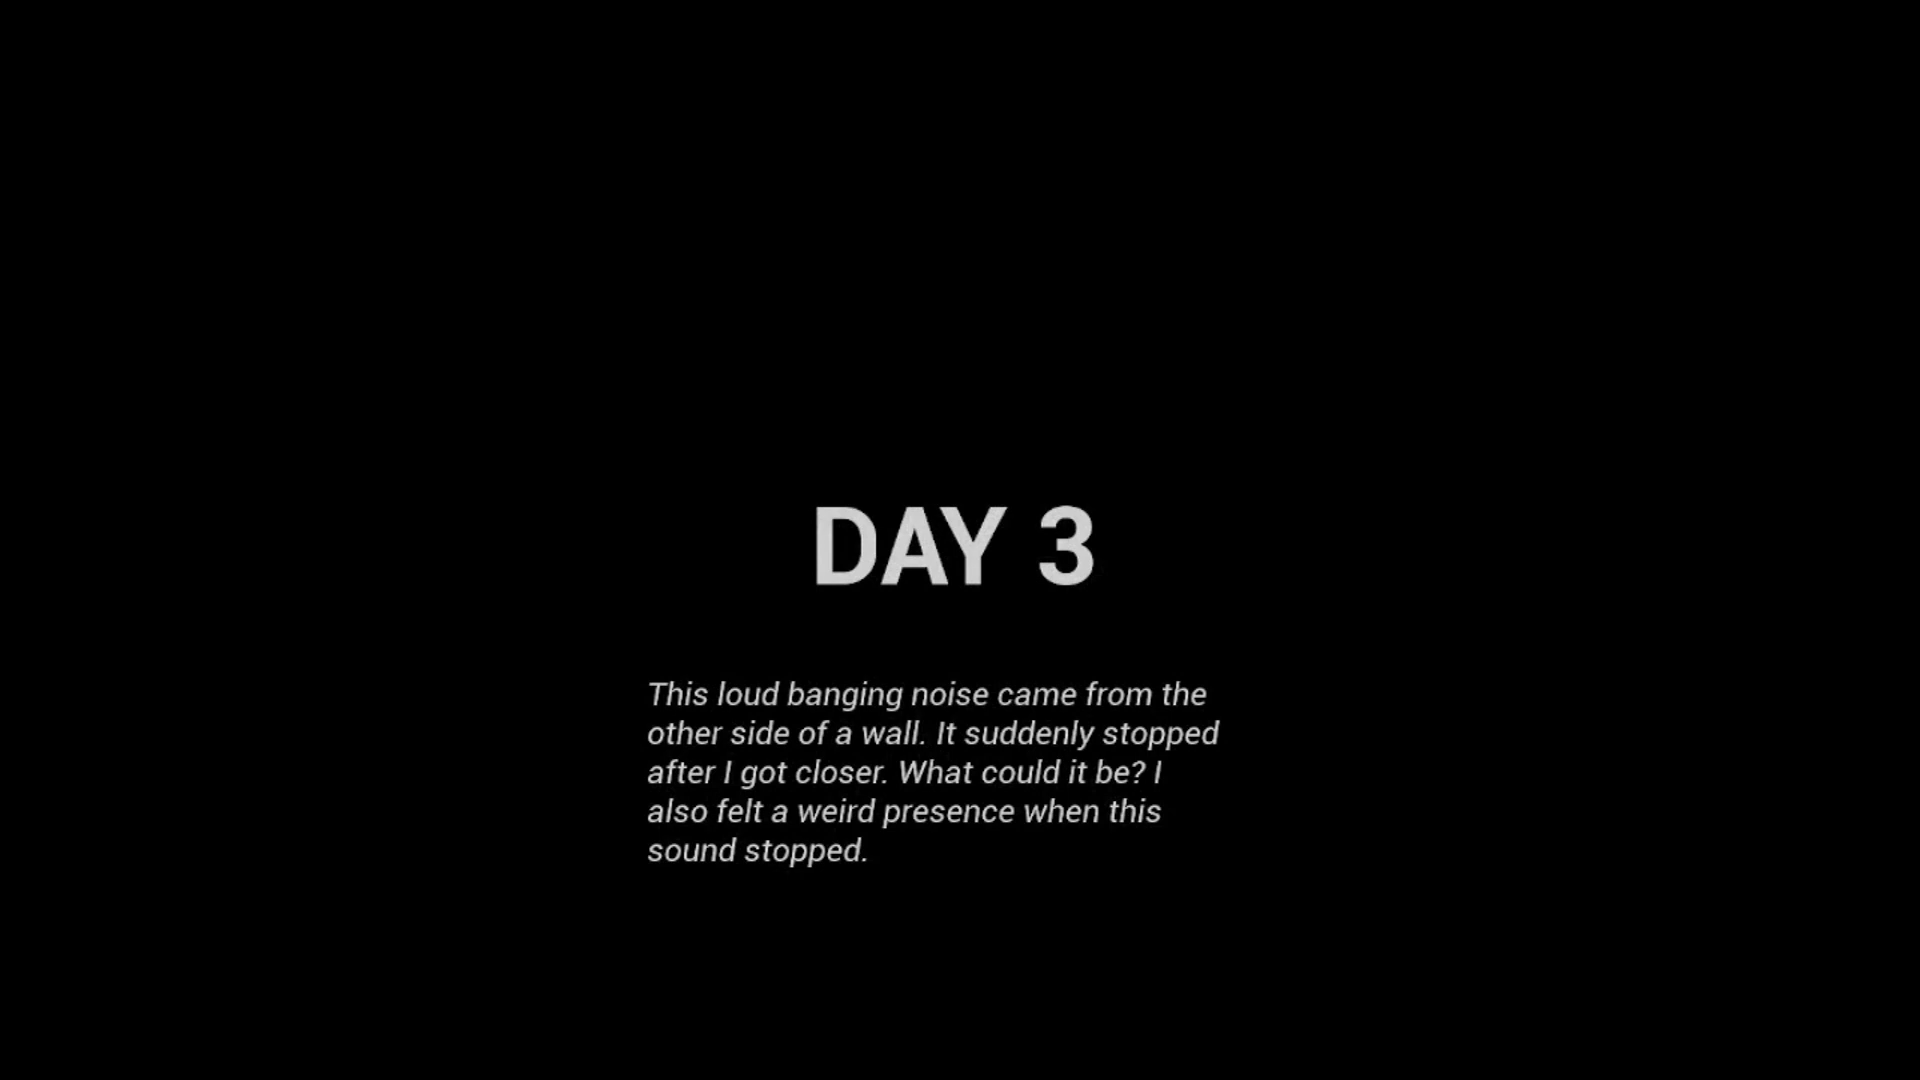 DAY 3
This loud banging noise came from the
other side of a wall. It suddenly stopped
after I got closer. What could it be? I
also felt a weird presence when this
sound stopped.